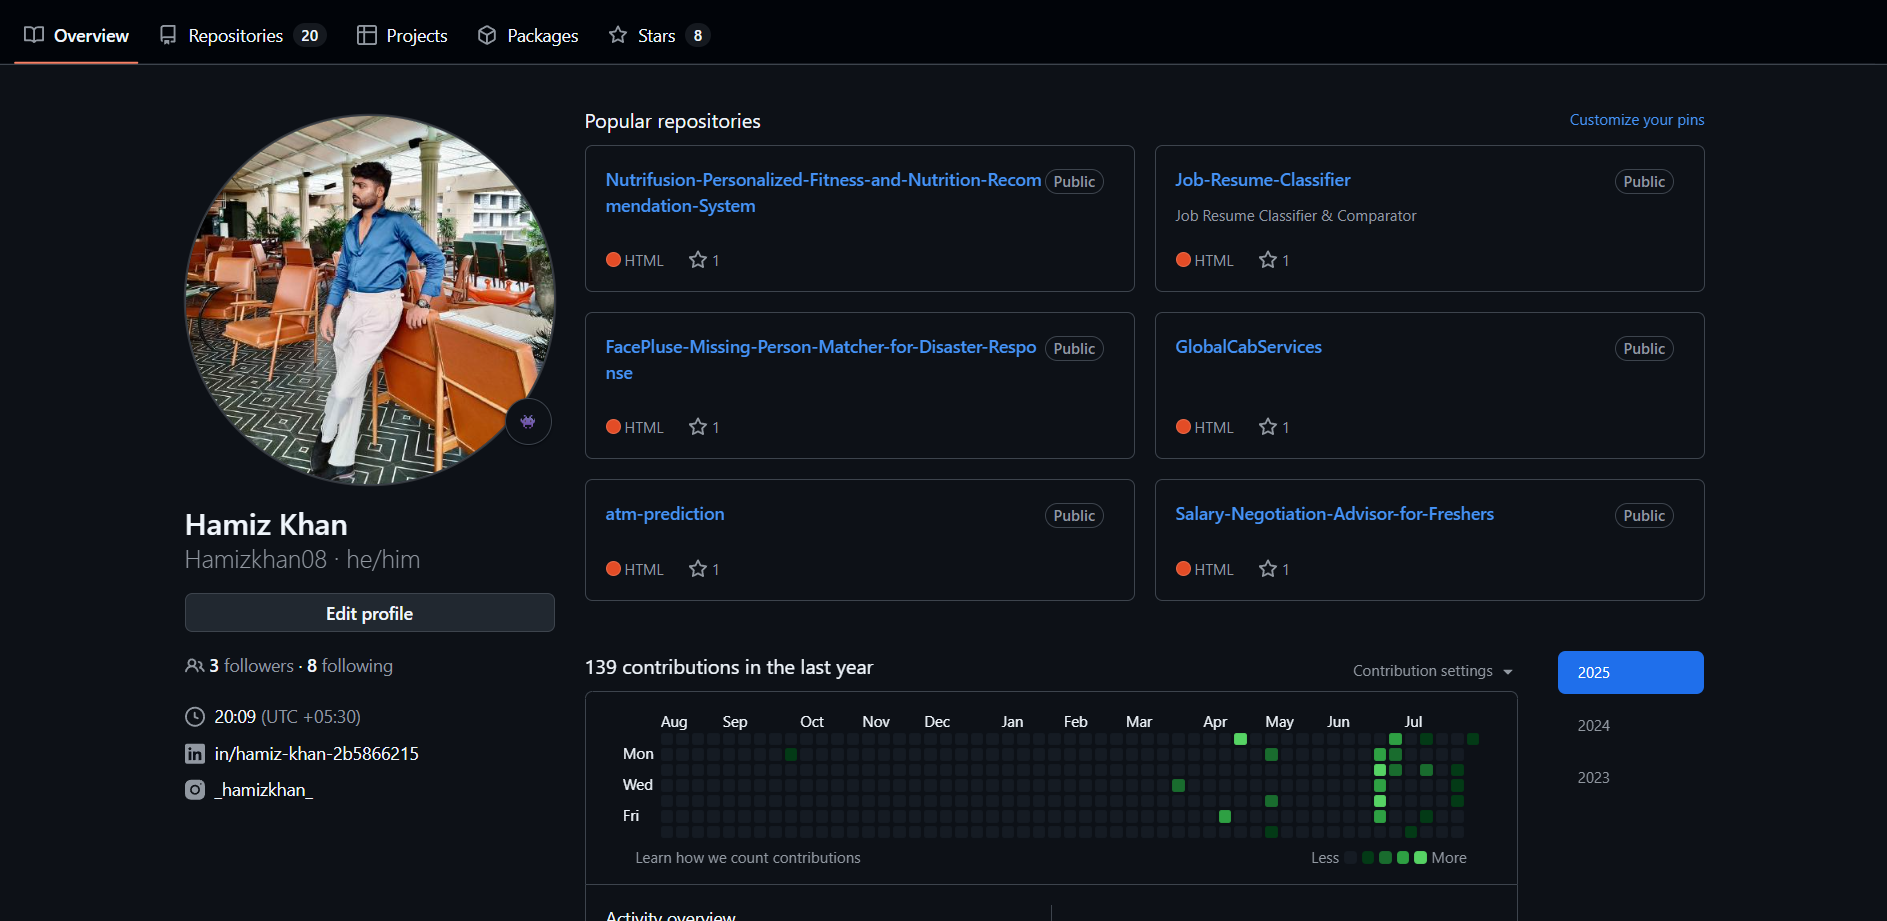 Overview
Repositories 20
Projects
Packages
Stars 8
Hamiz Khan
Hamizkhan08 · he/him
Edit profile
3 followers · 8 following
20:09 (UTC +05:30)
in/hamiz-khan-2b5866215
_hamizkhan_
Popular repositories
Customize your pins
Nutrifusion-Personalized-Fitness-and-Nutrition-Recom
mendation-System
Public
HTML 1
Job-Resume-Classifier
Public
Job Resume Classifier & Comparator
HTML 1
FacePluse-Missing-Person-Matcher-for-Disaster-Respo
nse
Public
HTML 1
GlobalCabServices
Public
HTML 1
atm-prediction
Public
HTML 1
Salary-Negotiation-Advisor-for-Freshers
Public
HTML 1
139 contributions in the last year
Contribution settings
2025
2024
2023
Aug Sep Oct Nov Dec Jan Feb Mar Apr May Jun Jul
Mon
Wed
Fri
Learn how we count contributions
Less More
Activity overview